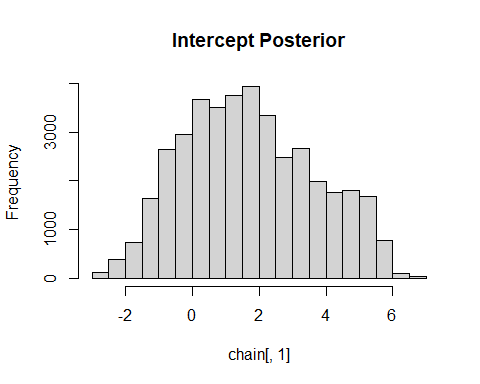 Intercept Posterior
Frequency
3000
1000
0
-2 0 2 4 6
chain[, 1]